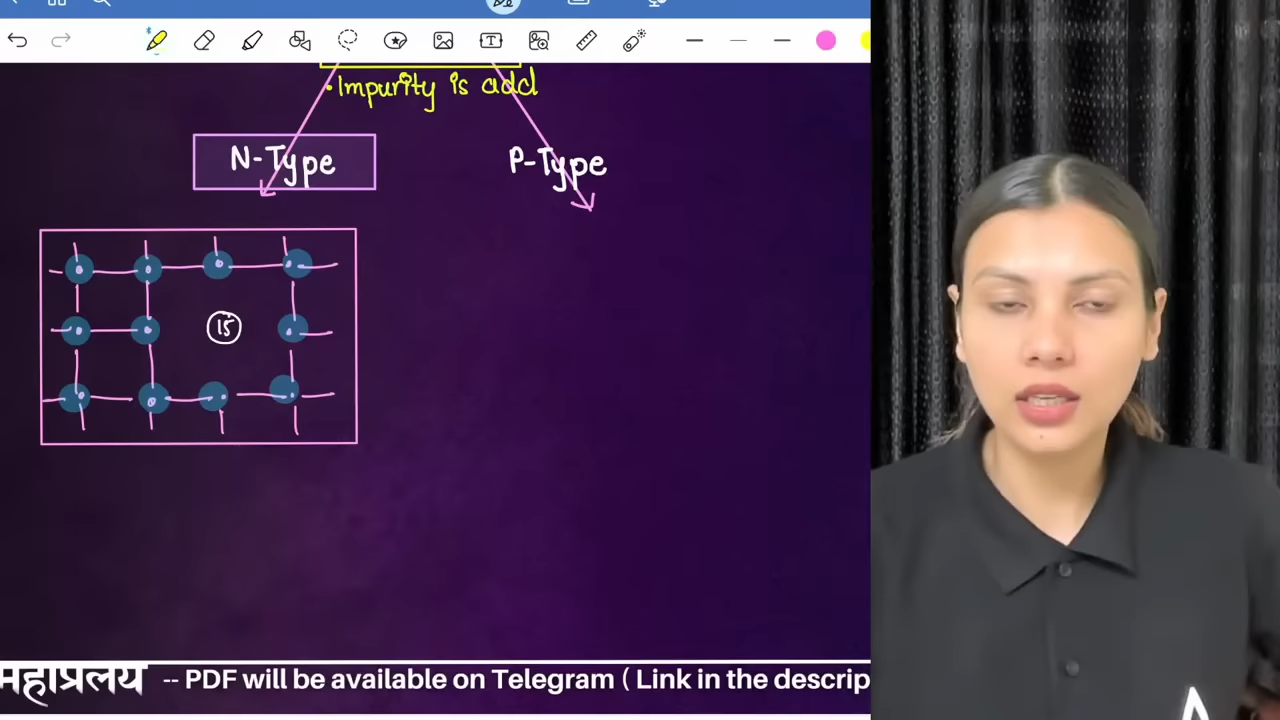 • Impurity is add
N-Type
P-Type
15
महाप्रलय -- PDF will be available on Telegram ( Link in the descrip